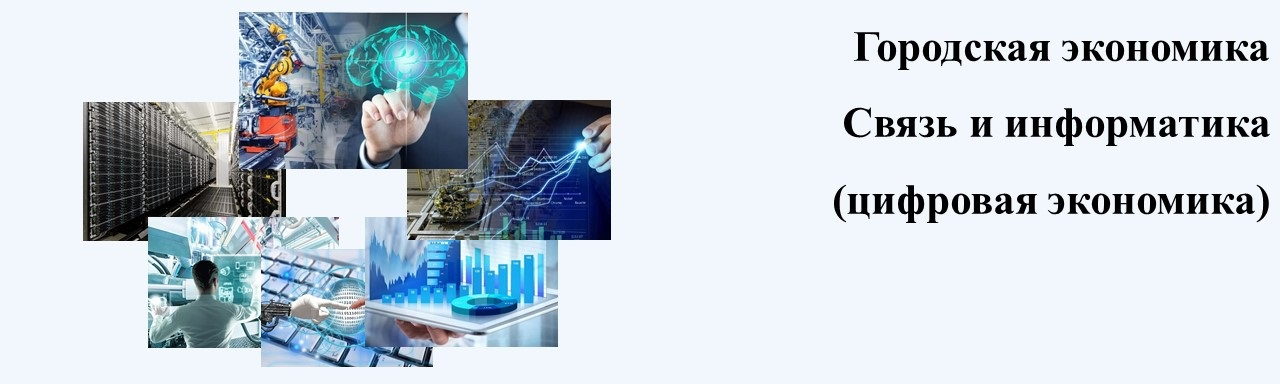 Городская экономика
Связь и информатика
(цифровая экономика)